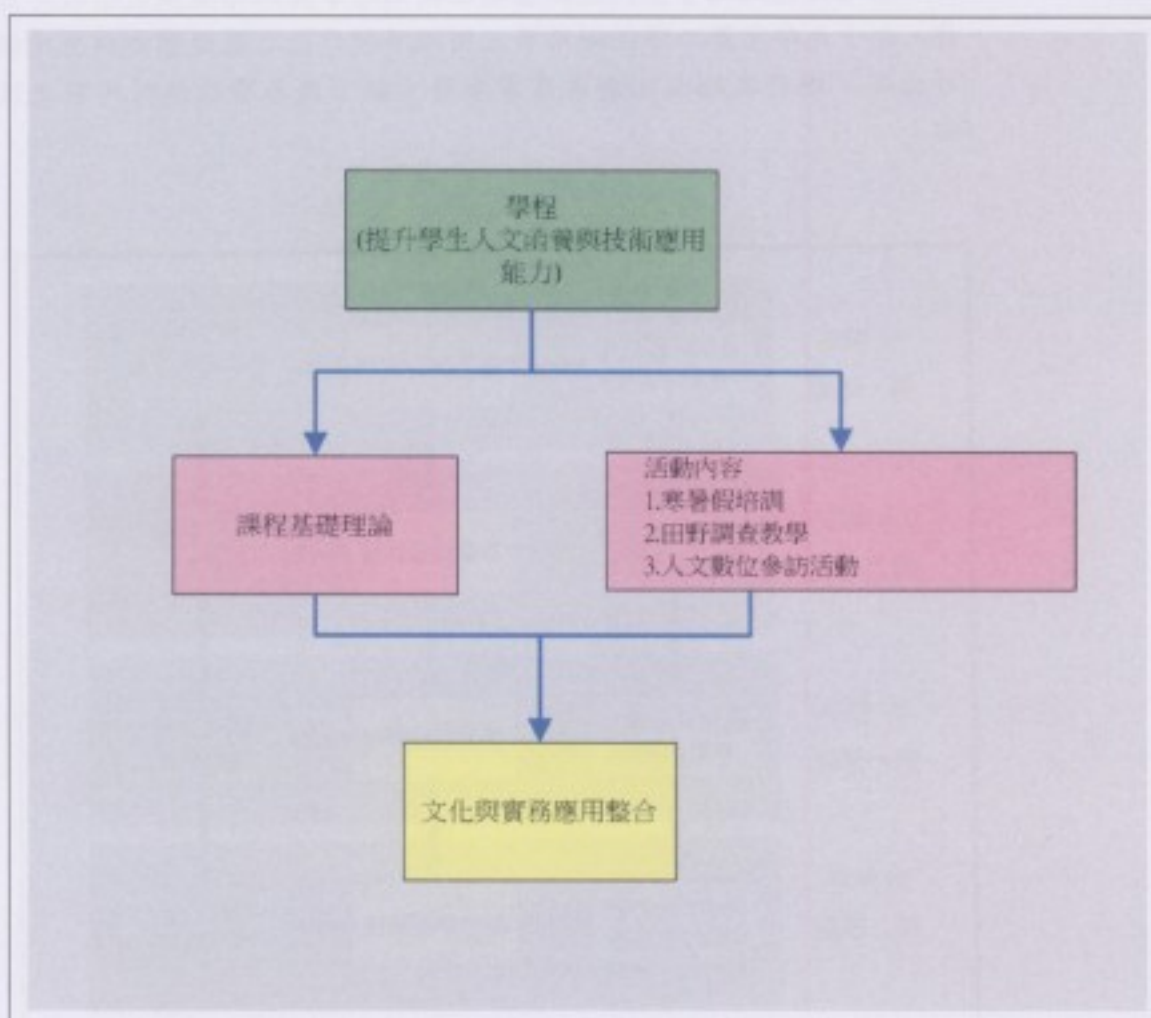 學程
(提升學生人文涵養與技術應用
能力)
課程基礎理論
活動內容
1.寒暑假培訓
2.田野調查教學
3.人文數位參訪活動
文化與實務應用整合